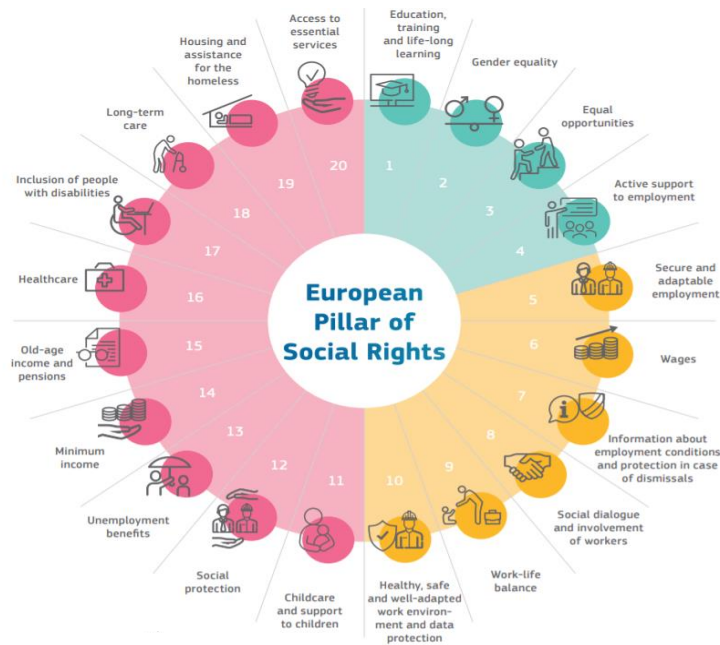 European
Pillar of
Social Rights
1
Education,
training
and life-long
learning
2
Gender equality
3
Equal
opportunities
4
Active support
to employment
5
Secure and
adaptable
employment
6
Wages
7
Information about
employment conditions
and protection in case
of dismissals
8
Social dialogue
and involvement
of workers
9
Work-life
balance
10
Healthy, safe
and well-adapted
work environ-
ment and data
protection
11
Childcare
and support
to children
12
Social
protection
13
Unemployment
benefits
14
Minimum
income
15
Old-age
income and
pensions
16
Healthcare
17
Inclusion of people
with disabilities
18
Long-term
care
19
Housing and
assistance
for the
homeless
20
Access to
essential
services